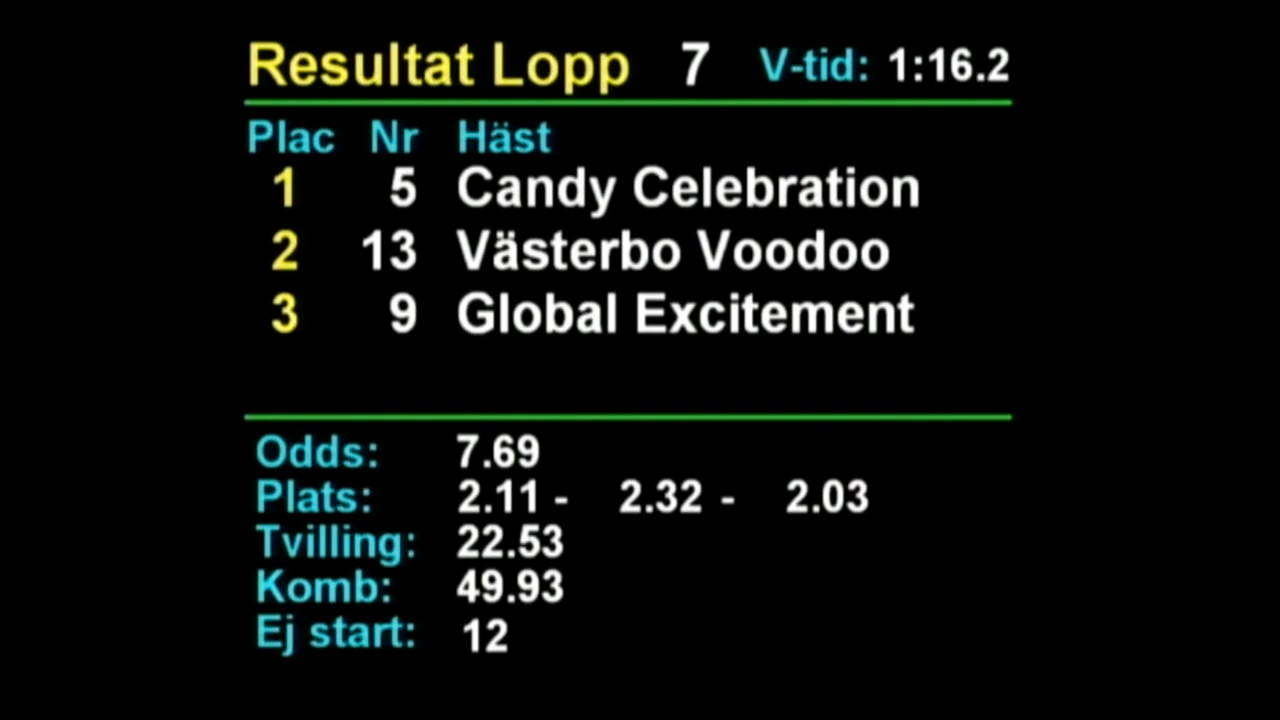 Resultat Lopp 7 V-tid: 1:16.2
Plac Nr Häst
1 5 Candy Celebration
2 13 Västerbo Voodoo
3 9 Global Excitement
Odds: 7.69
Plats: 2.11 - 2.32 - 2.03
Tvilling: 22.53
Komb: 49.93
Ej start: 12